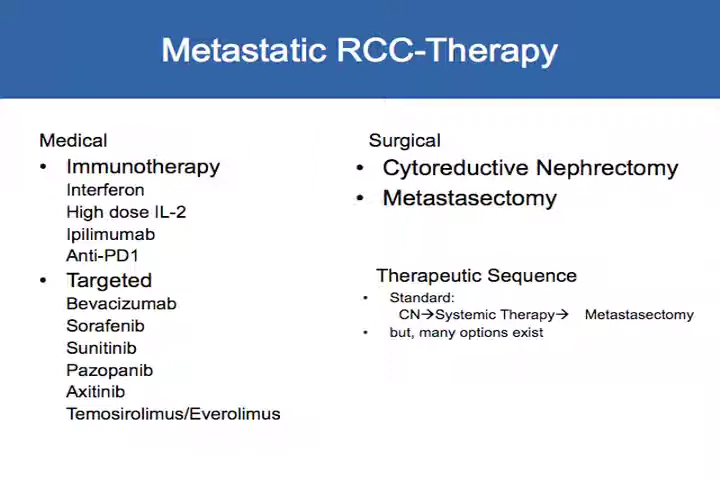 Metastatic RCC-Therapy
Medical
• Immunotherapy
Interferon
High dose IL-2
Ipilimumab
Anti-PD1
• Targeted
Bevacizumab
Sorafenib
Sunitinib
Pazopanib
Axitinib
Temosirolimus/Everolimus
Surgical
• Cytoreductive Nephrectomy
• Metastasectomy
Therapeutic Sequence
• Standard:
CN→Systemic Therapy→ Metastasectomy
• but, many options exist